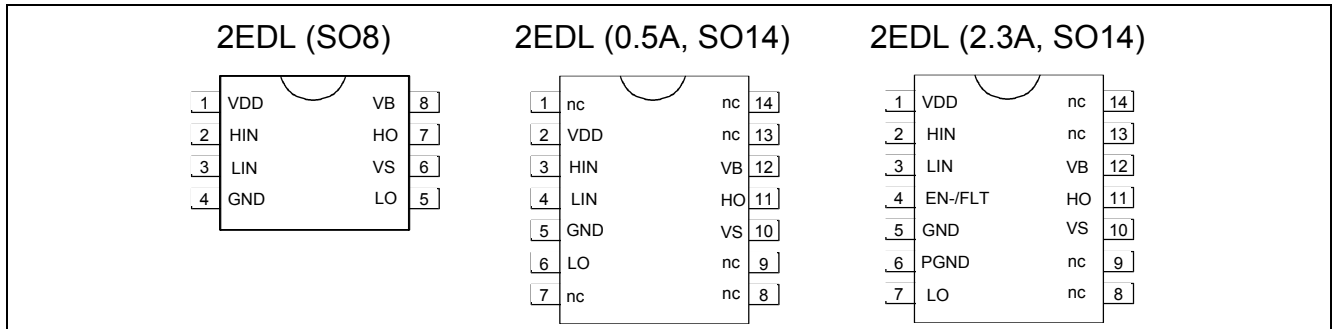 2EDL (SO8)
1 VDD VB 8
2 HIN HO 7
3 LIN VS 6
4 GND LO 5
2EDL (0.5A, SO14)
1 nc nc 14
2 VDD nc 13
3 HIN VB 12
4 LIN HO 11
5 GND VS 10
6 LO nc 9
7 nc nc 8
2EDL (2.3A, SO14)
1 VDD nc 14
2 HIN nc 13
3 LIN VB 12
4 EN-/FLT HO 11
5 GND VS 10
6 PGND nc 9
7 LO nc 8